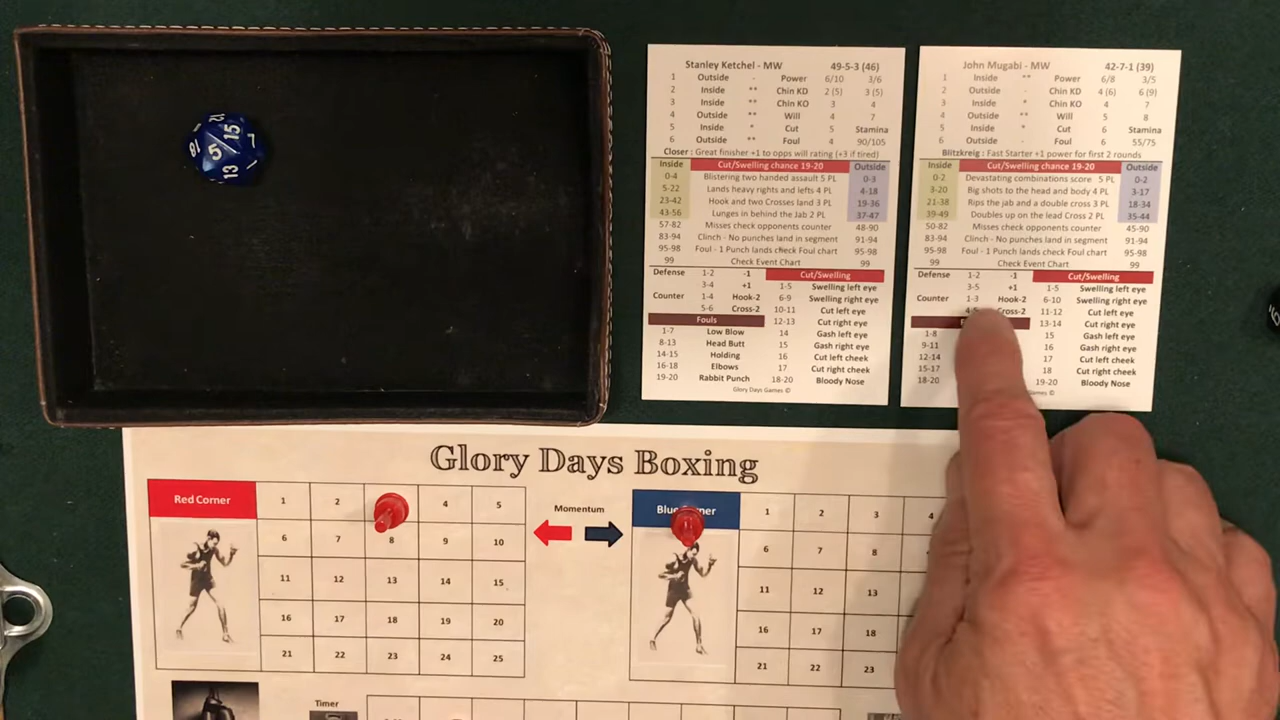 15
7
5
13
Stanley Ketchel - MW 49-5-3 (46)
1 Outside - Power 6/10 3/6
2 Inside ** Chin KD 2 (5) 3 (5)
3 Inside ** Chin KO 3 4
4 Outside ** Will 4 7
5 Inside * Cut 5 Stamina
6 Outside ** Foul 4 90/105
Closer : Great finisher +1 to opps will rating (+3 if tired)
Inside Cut/Swelling chance 19-20 Outside
0-4 Blistering two handed assault 5 PL 0-3
5-22 Lands heavy rights and lefts 4 PL 4-18
23-42 Hook and two Crosses land 3 PL 19-36
43-56 Lunges in behind the Jab 2 PL 37-47
57-82 Misses check opponents counter 48-90
83-94 Clinch - No punches land in segment 91-94
95-98 Foul - 1 Punch lands check Foul chart 95-98
99 Check Event Chart 99
Defense 1-2 -1 Cut/Swelling
3-4 +1 1-5 Swelling left eye
Counter 1-4 Hook-2 6-9 Swelling right eye
5-6 Cross-2 10-11 Cut left eye
Fouls 12-13 Cut right eye
1-7 Low Blow 14 Gash left eye
8-13 Head Butt 15 Gash right eye
14-15 Holding 16 Cut left cheek
16-18 Elbows 17 Cut right cheek
19-20 Rabbit Punch 18-20 Bloody Nose
Glory Days Games ©
John Mugabi - MW 42-7-1 (39)
1 Inside ** Power 6/8 3/5
2 Outside - Chin KD 4 (6) 6 (9)
3 Inside * Chin KO 4 7
4 Outside ** Will 5 8
5 Inside * Cut 6 Stamina
6 Outside ** Foul 4 55/75
Blitzkreig : Fast Starter +1 power for first 2 rounds
Inside Cut/Swelling chance 19-20 Outside
0-2 Devastating combinations score 5 PL 0-2
3-20 Big shots to the head and body 4 PL 3-17
21-38 Rips the jab and a double cross 3 PL 18-34
39-49 Doubles up on the lead Cross 2 PL 35-44
50-82 Misses check opponents counter 45-90
83-94 Clinch - No punches land in segment 91-94
95-98 Foul - 1 Punch lands check Foul chart 95-98
99 Check Event Chart 99
Defense 1-2 -1 Cut/Swelling
3-5 +1 1-5 Swelling left eye
Counter 1-3 Hook-2 6-10 Swelling right eye
Cross-2 11-12 Cut left eye
13-14 Cut right eye
1-8 15 Gash left eye
9-11 16 Gash right eye
12-14 17 Cut left cheek
15-17 18 Cut right cheek
18-20 19-20 Bloody Nose
Games ©
Glory Days Boxing
Red Corner 1 2 4 5
6 7 8 9 10
11 12 13 14 15
16 17 18 19 20
21 22 23 24 25
Momentum
1 2 3 4
6 7 8
11 12 13
16 17 18
21 22 23
Timer